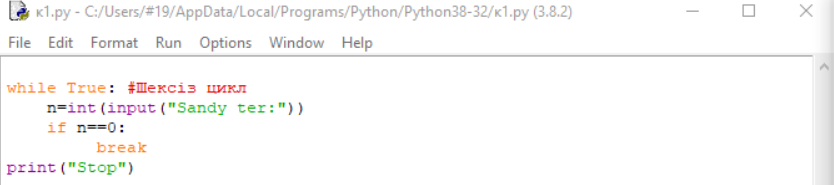 к1.py - C:/Users/#19/AppData/Local/Programs/Python/Python38-32/к1.py (3.8.2)
File Edit Format Run Options Window Help
while True: #Шексіз цикл
    n=int(input("Sandy ter:"))
    if n==0:
        break
print("Stop")